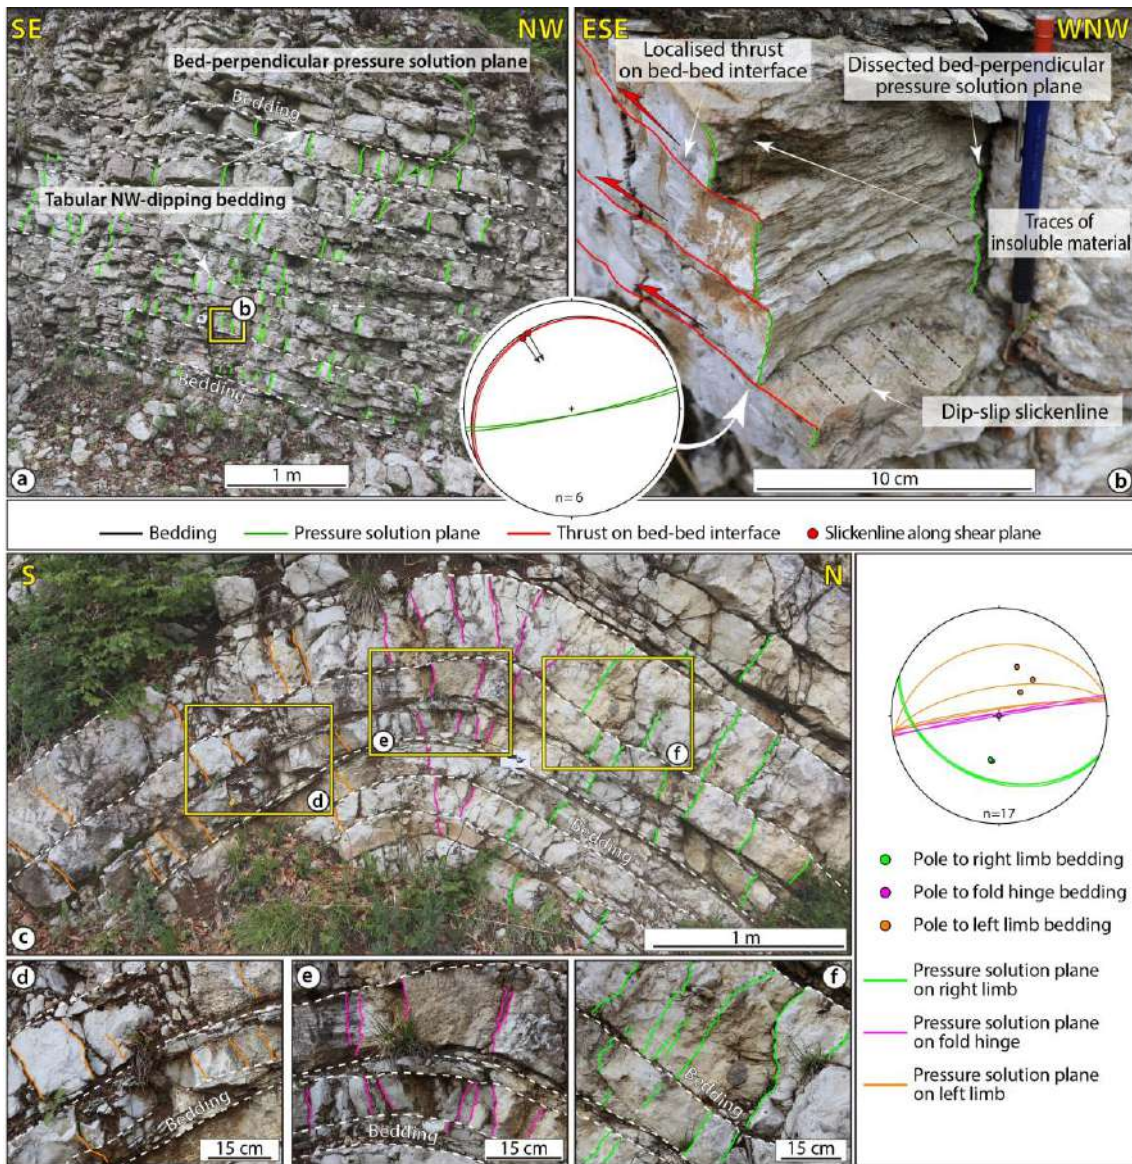 SE
NW
Bed-perpendicular pressure solution plane
Bedding
Tabular NW-dipping bedding
b
Bedding
1 m
a
ESE
WNW
Localised thrust
on bed-bed interface
Dissected bed-perpendicular
pressure solution plane
Traces of
insoluble material
Dip-slip slickenline
10 cm
b
n= 6
Bedding
Pressure solution plane
Thrust on bed-bed interface
Slickenline along shear plane
S
N
e
f
d
Bedding
c
1 m
n=17
Pole to right limb bedding
Pole to fold hinge bedding
Pole to left limb bedding
Pressure solution plane
on right limb
Pressure solution plane
on fold hinge
Pressure solution plane
on left limb
d
Bedding
15 cm
e
Bedding
15 cm
f
Bedding
15 cm